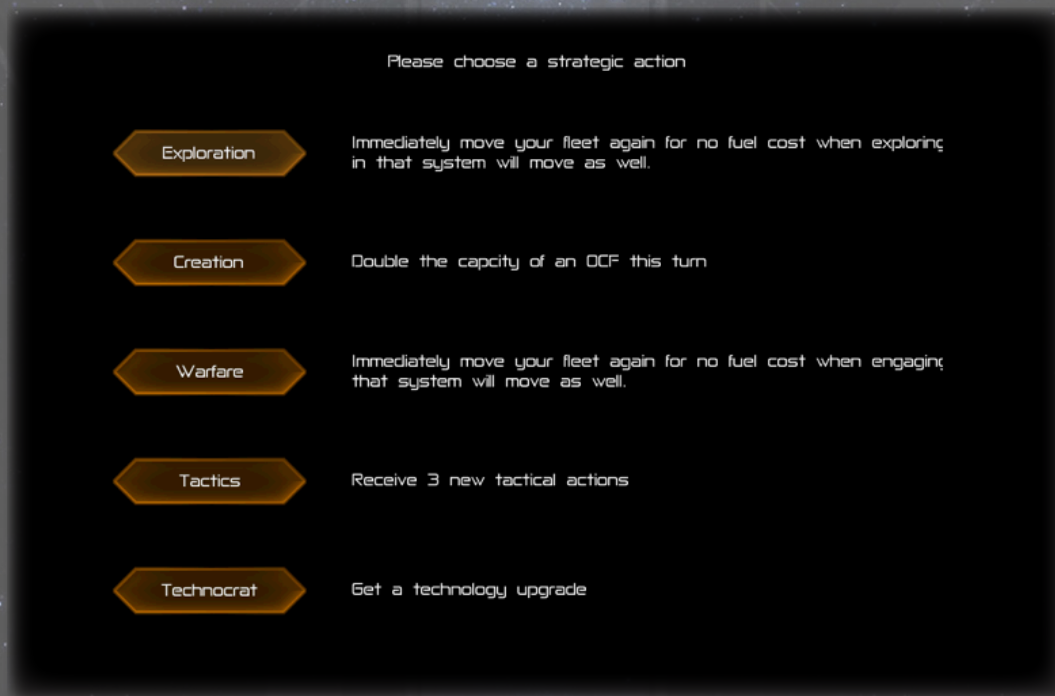 Please choose a strategic action
Exploration
Immediately move your fleet again for no fuel cost when exploring
in that system will move as well.
Creation
Double the capcity of an OCF this turn
Warfare
Immediately move your fleet again for no fuel cost when engaging
that system will move as well.
Tactics
Receive 3 new tactical actions
Technocrat
Get a technology upgrade